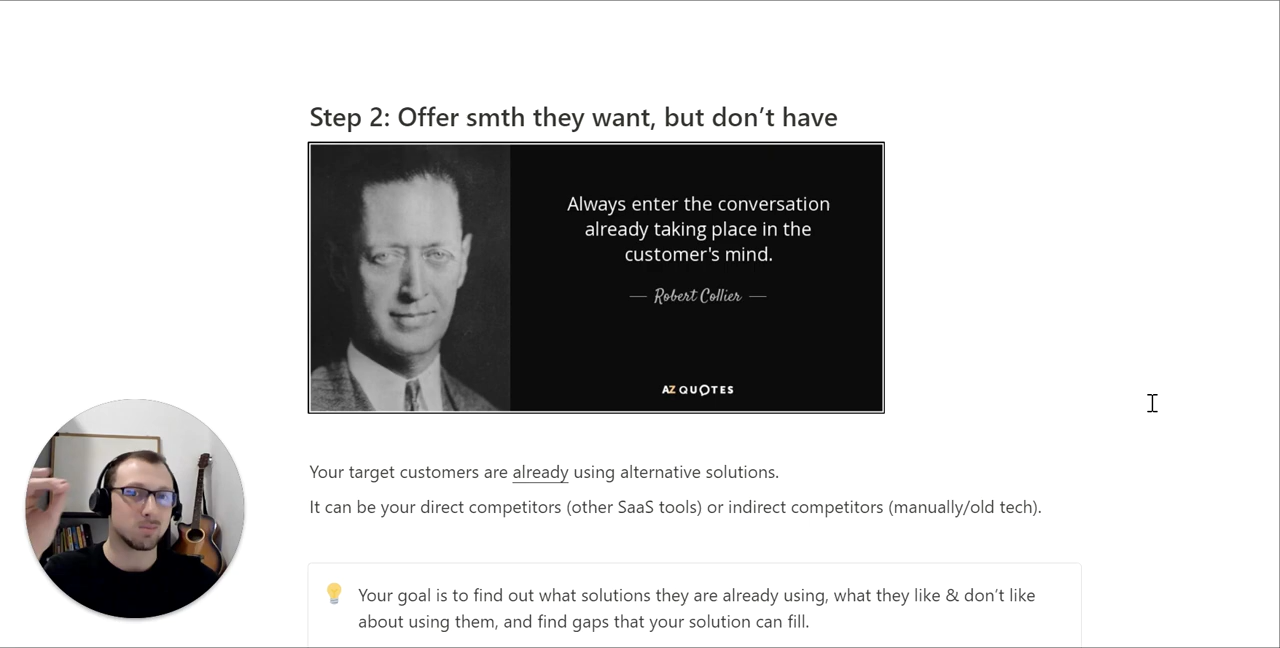 Step 2: Offer smth they want, but don’t have
Always enter the conversation
already taking place in the
customer's mind.
— Robert Collier —
AZ QUOTES
Your target customers are already using alternative solutions.
It can be your direct competitors (other SaaS tools) or indirect competitors (manually/old tech).
Your goal is to find out what solutions they are already using, what they like & don’t like
about using them, and find gaps that your solution can fill.